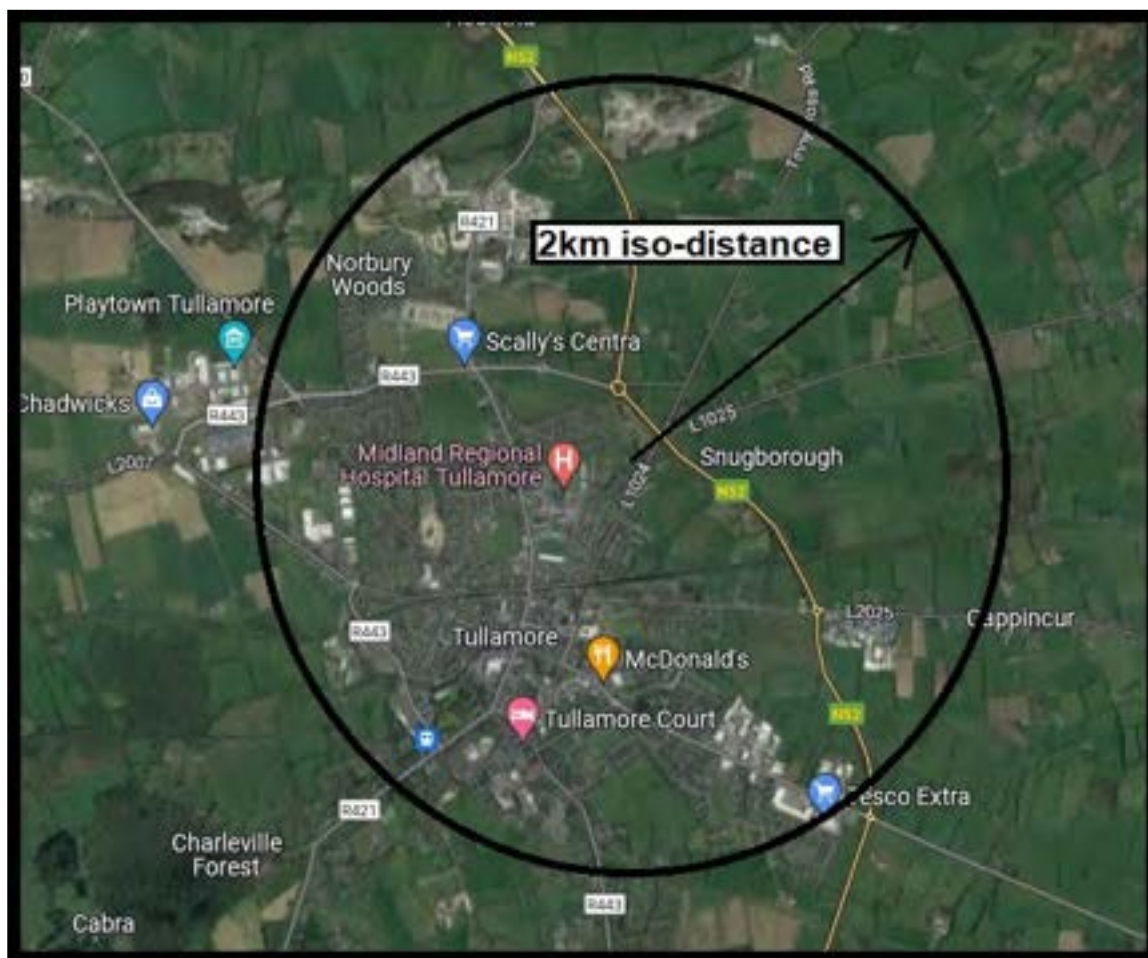 N52
R421
2km iso-distance
Norbury
Woods
Playtown Tullamore
Scally's Centra
R443
Chadwicks
R443
L1025
L2007
Midland Regional
Hospital Tullamore
H
L1024
Snugborough
N52
L2025
Cappincur
R443
Tullamore
McDonald's
Tullamore Court
N52
Tesco Extra
R421
Charleville
Forest
R443
Cabra